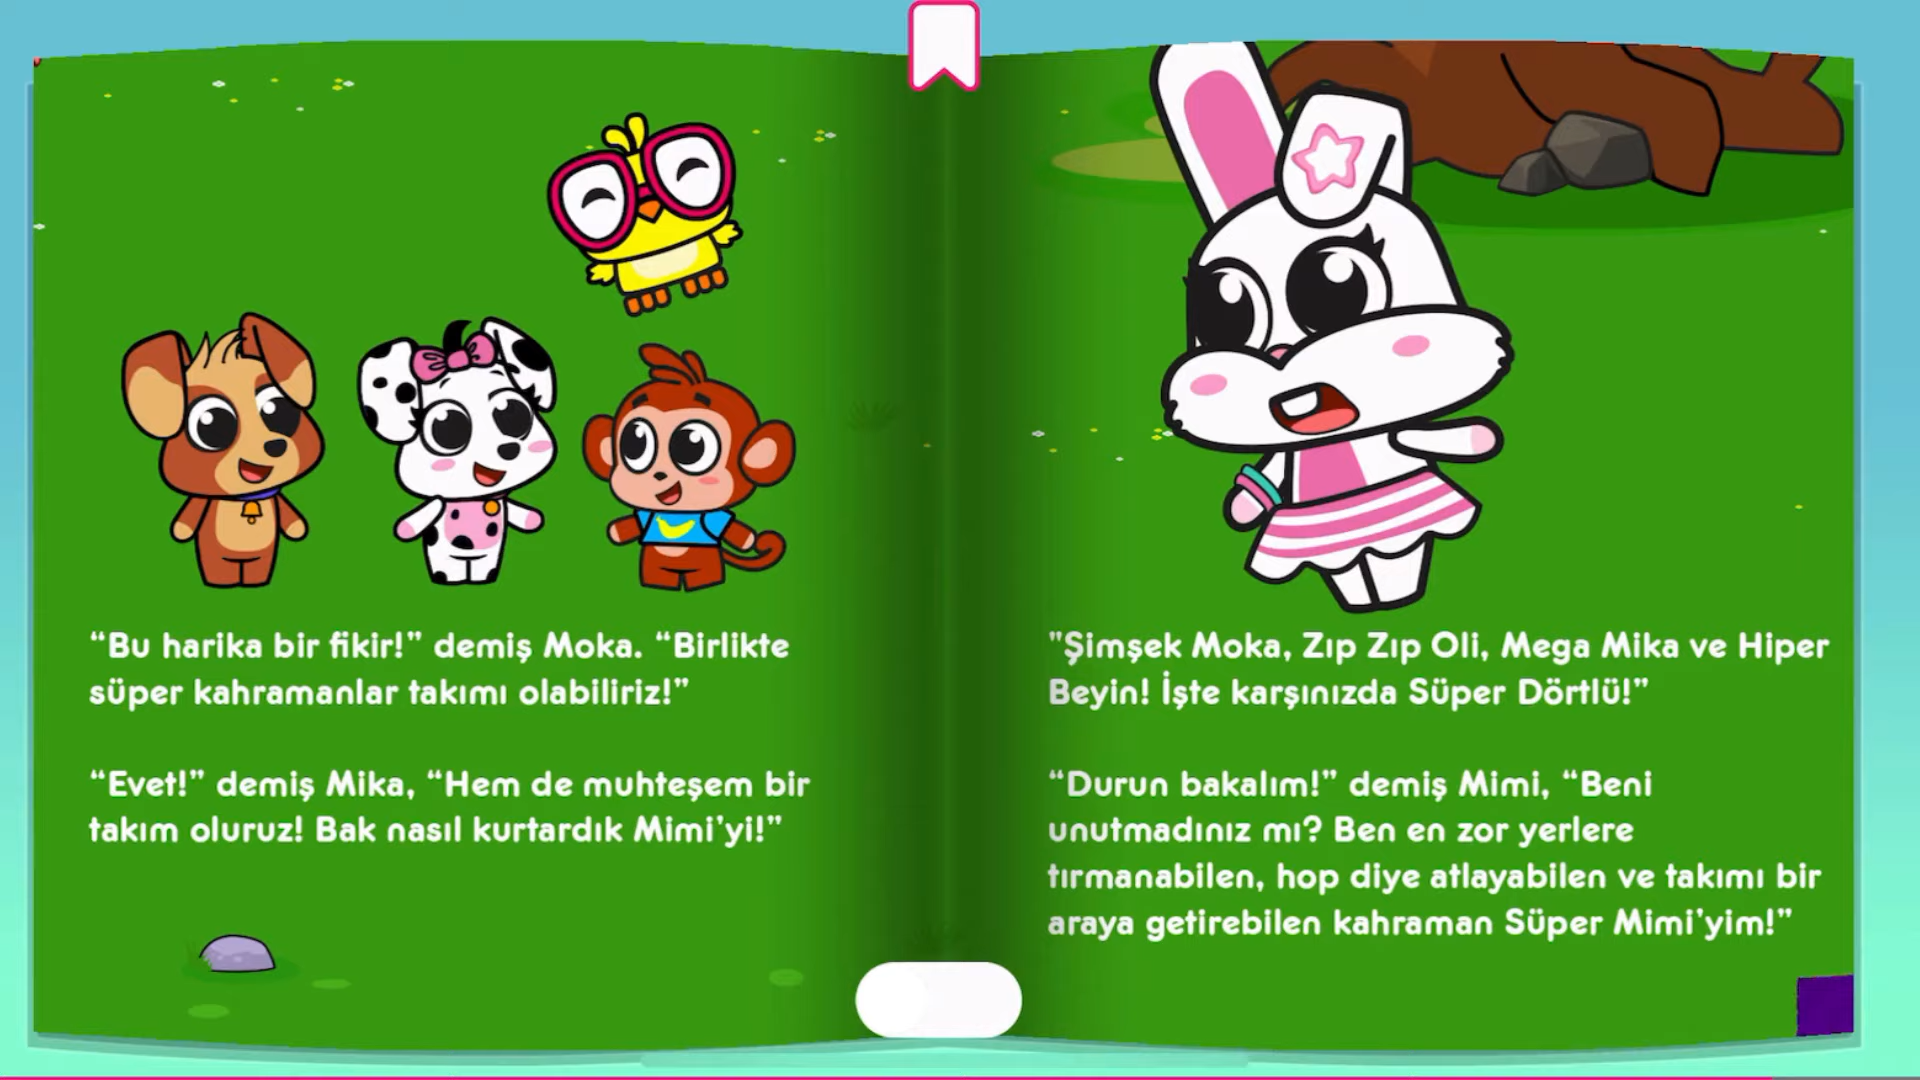 “Bu harika bir fikir!” demiş Moka. “Birlikte
süper kahramanlar takımı olabiliriz!”
“Evet!” demiş Mika, “Hem de muhteşem bir
takım oluruz! Bak nasıl kurtardık Mimi’yi!”
"Şimşek Moka, Zıp Zıp Oli, Mega Mika ve Hiper
Beyin! İşte karşınızda Süper Dörtlü!”
“Durun bakalım!” demiş Mimi, “Beni
unutmadınız mı? Ben en zor yerlere
tırmanabilen, hop diye atlayabilen ve takımı bir
araya getirebilen kahraman Süper Mimi’yim!”